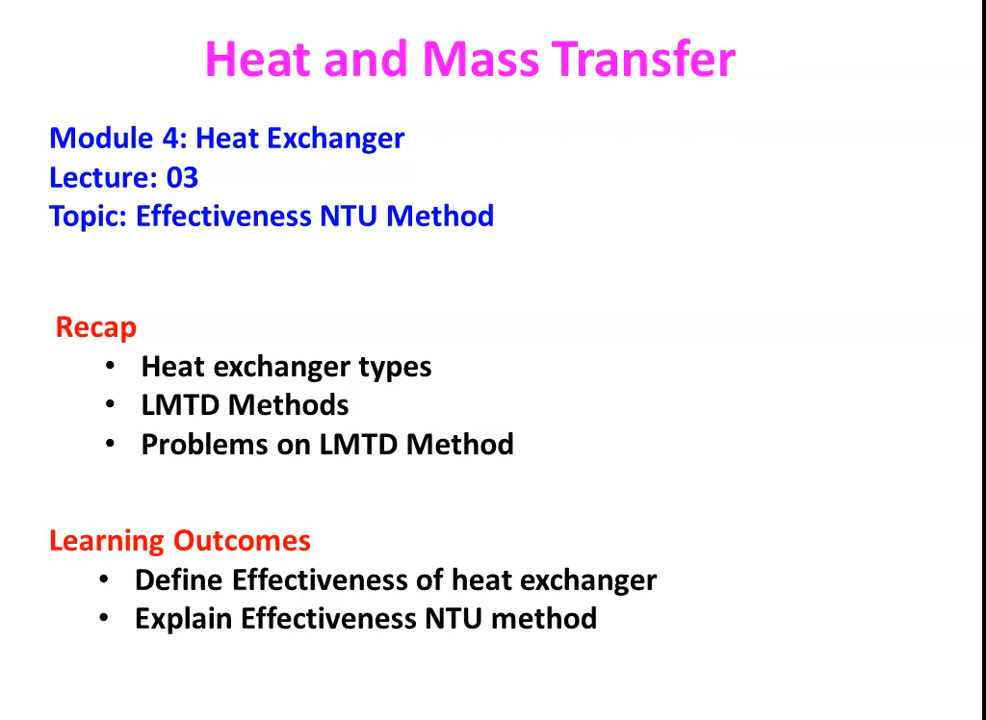 Heat and Mass Transfer
Module 4: Heat Exchanger
Lecture: 03
Topic: Effectiveness NTU Method
Recap
• Heat exchanger types
• LMTD Methods
• Problems on LMTD Method
Learning Outcomes
• Define Effectiveness of heat exchanger
• Explain Effectiveness NTU method